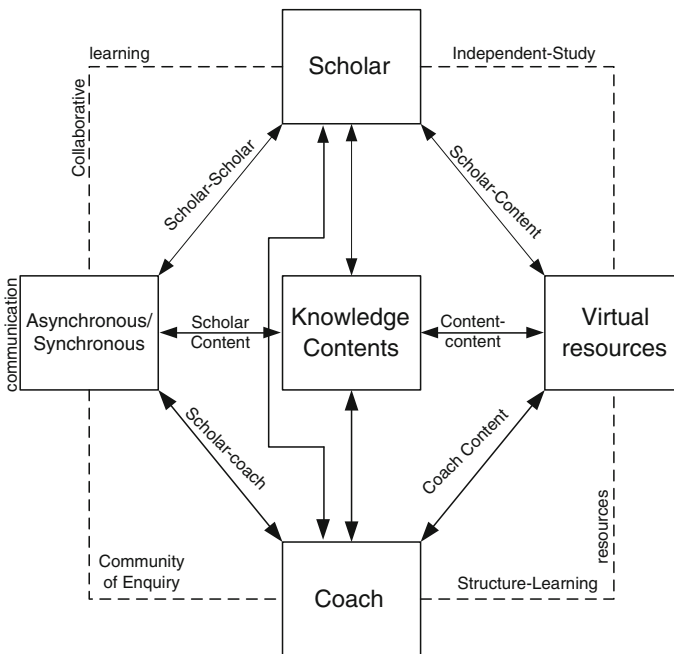 learning
Scholar
Independent-Study
Collaborative
Scholar-Scholar
Scholar-Content
communication
Asynchronous/
Synchronous
Scholar
Content
Knowledge
Contents
Content-
content
Virtual
resources
Scholar-coach
Coach Content
Community
of Enquiry
Coach
Structure-Learning
resources